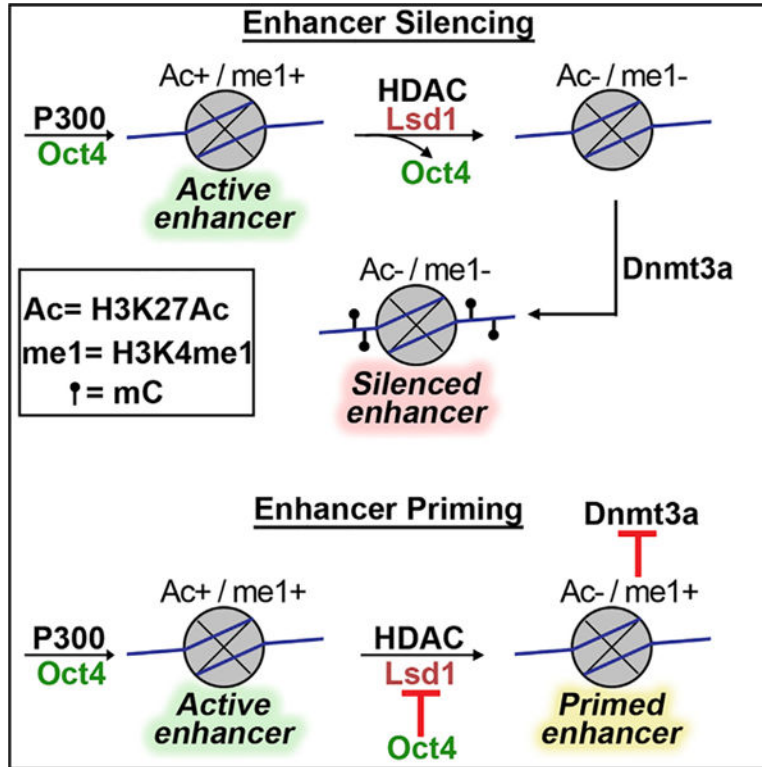 Enhancer Silencing
Ac+ / me1+
P300
Oct4
Active
enhancer
HDAC
Lsd1
Oct4
Ac- / me1-
Dnmt3a
Ac- / me1-
Silenced
enhancer
Ac= H3K27Ac
me1= H3K4me1
= mC
Enhancer Priming
Dnmt3a
Ac+ / me1+
P300
Oct4
Active
enhancer
HDAC
Lsd1
Oct4
Ac- / me1+
Primed
enhancer